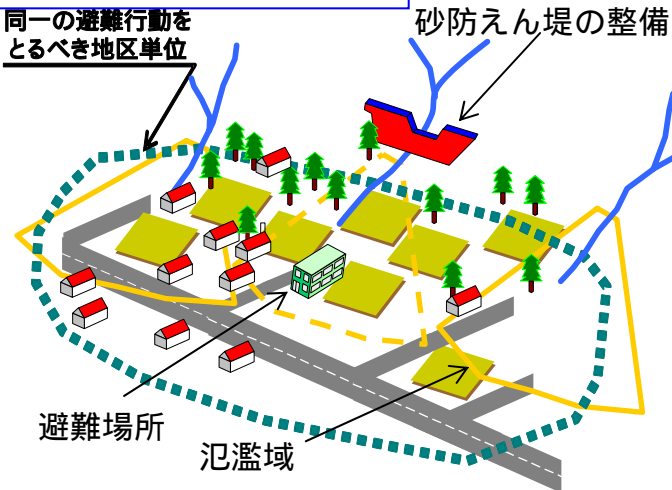 同一の避難行動を
とるべき地区単位
砂防えん堤の整備
避難場所
氾濫域